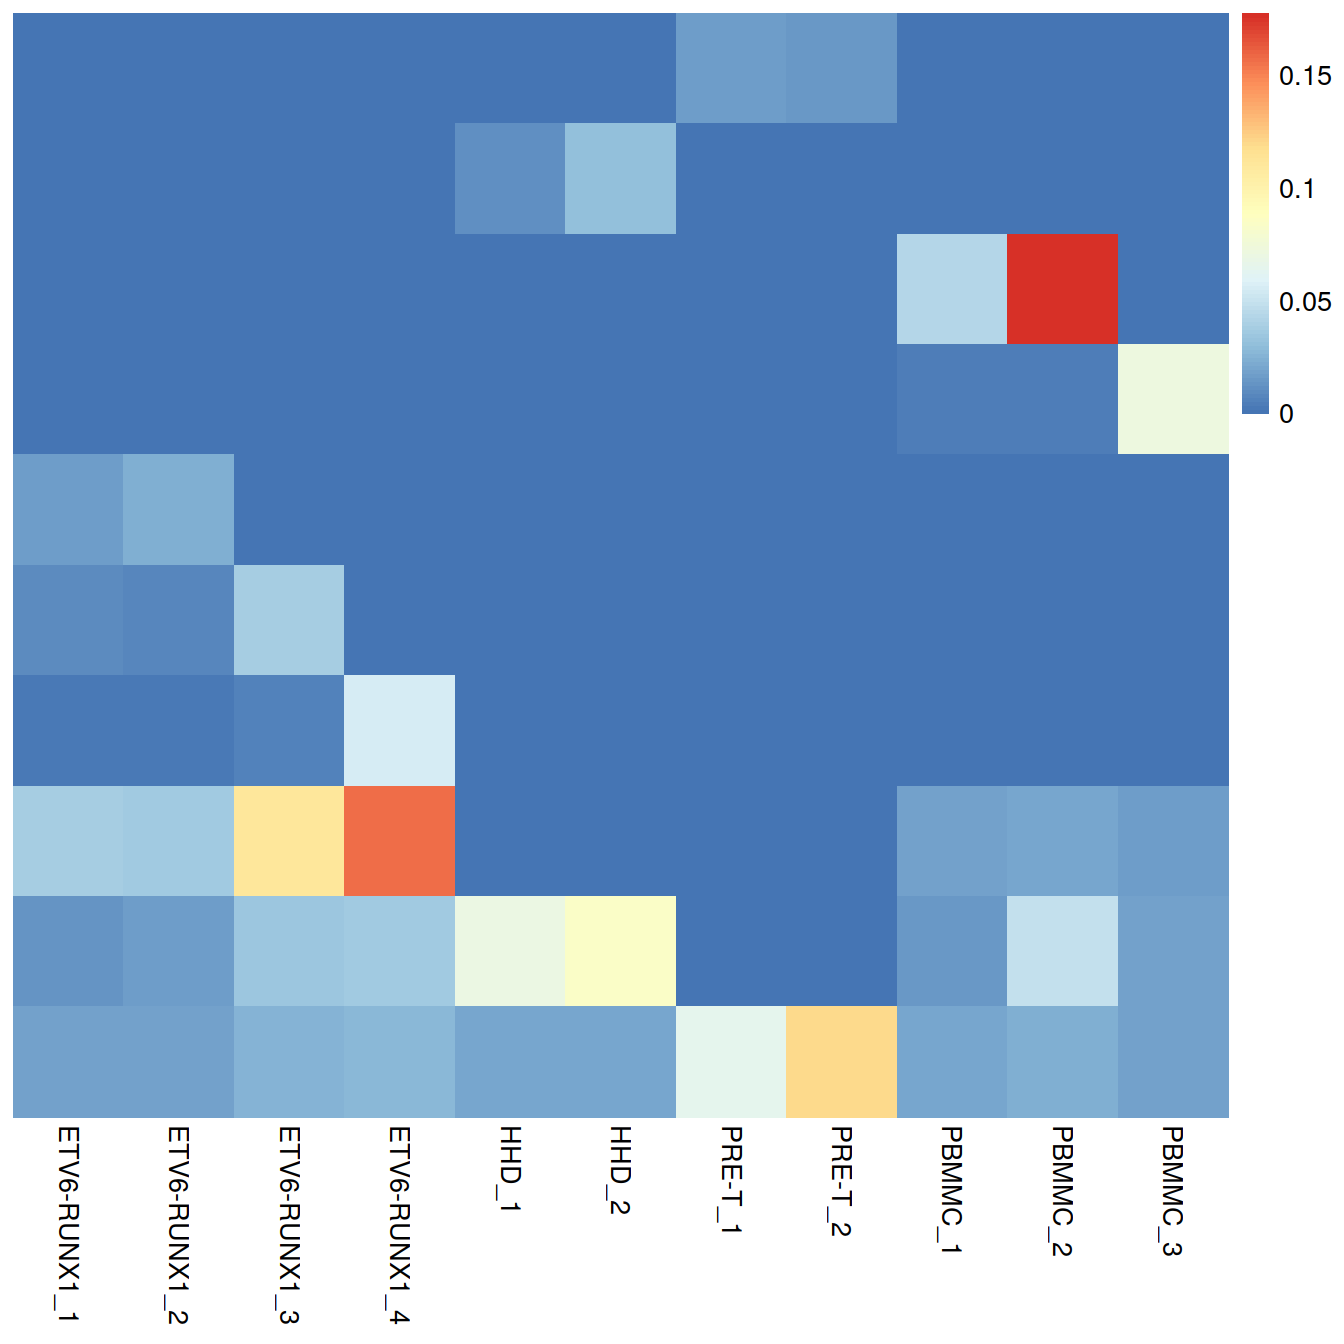 0.15
0.1
0.05
0
ETV6-RUNX1_1
ETV6-RUNX1_2
ETV6-RUNX1_3
ETV6-RUNX1_4
HHD_1
HHD_2
PRE-T_1
PRE-T_2
PBMMC_1
PBMMC_2
PBMMC_3